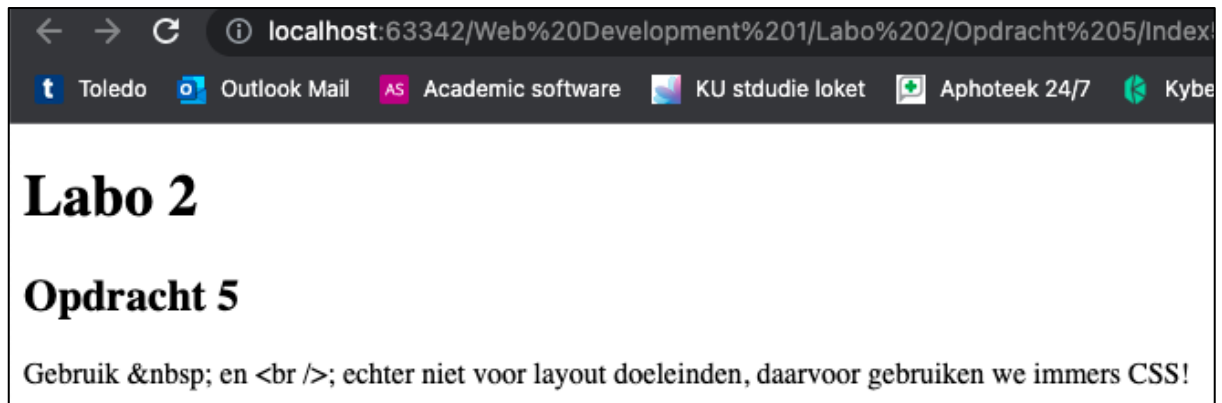 localhost:63342/Web%20Development%201/Labo%202/Opdracht%205/Index
t Toledo o Outlook Mail AS Academic software KU stdudie loket Aphoteek 24/7 Kybe
Labo 2
Opdracht 5
Gebruik &nbsp; en <br />; echter niet voor layout doeleinden, daarvoor gebruiken we immers CSS!